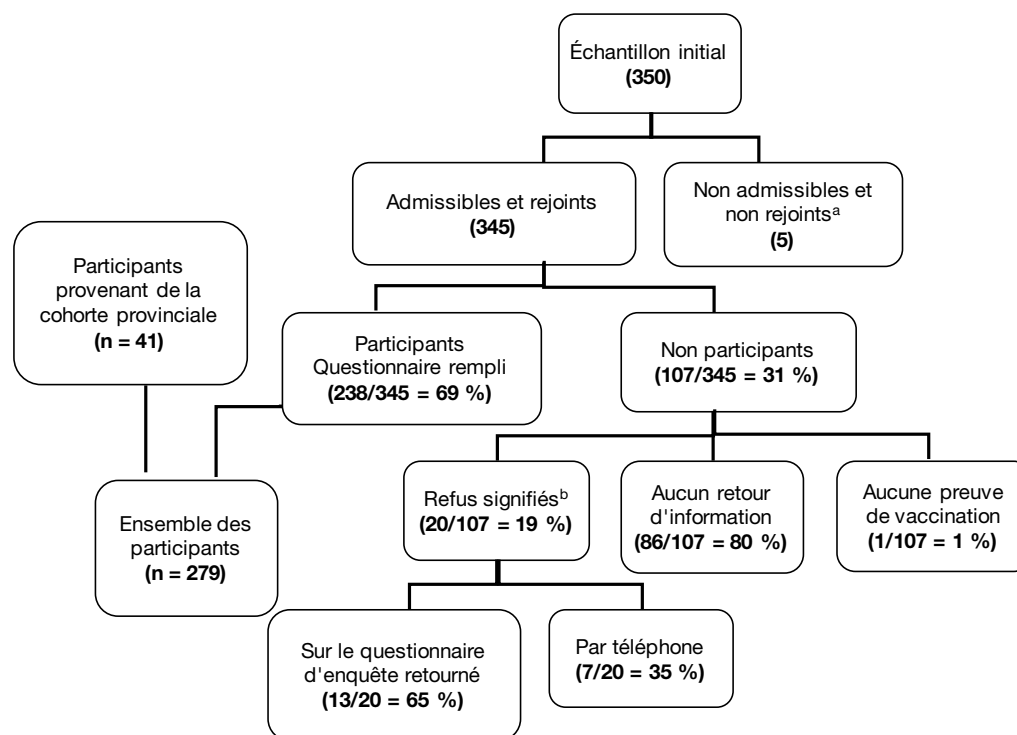 Échantillon initial
(350)
Admissibles et rejoints
(345)
Non admissibles et
non rejointsᵃ
(5)
Participants
provenant de la
cohorte provinciale
(n = 41)
Participants
Questionnaire rempli
(238/345 = 69 %)
Non participants
(107/345 = 31 %)
Ensemble des
participants
(n = 279)
Refus signifiésᵇ
(20/107 = 19 %)
Aucun retour
d'information
(86/107 = 80 %)
Aucune preuve
de vaccination
(1/107 = 1 %)
Sur le questionnaire
d'enquête retourné
(13/20 = 65 %)
Par téléphone
(7/20 = 35 %)